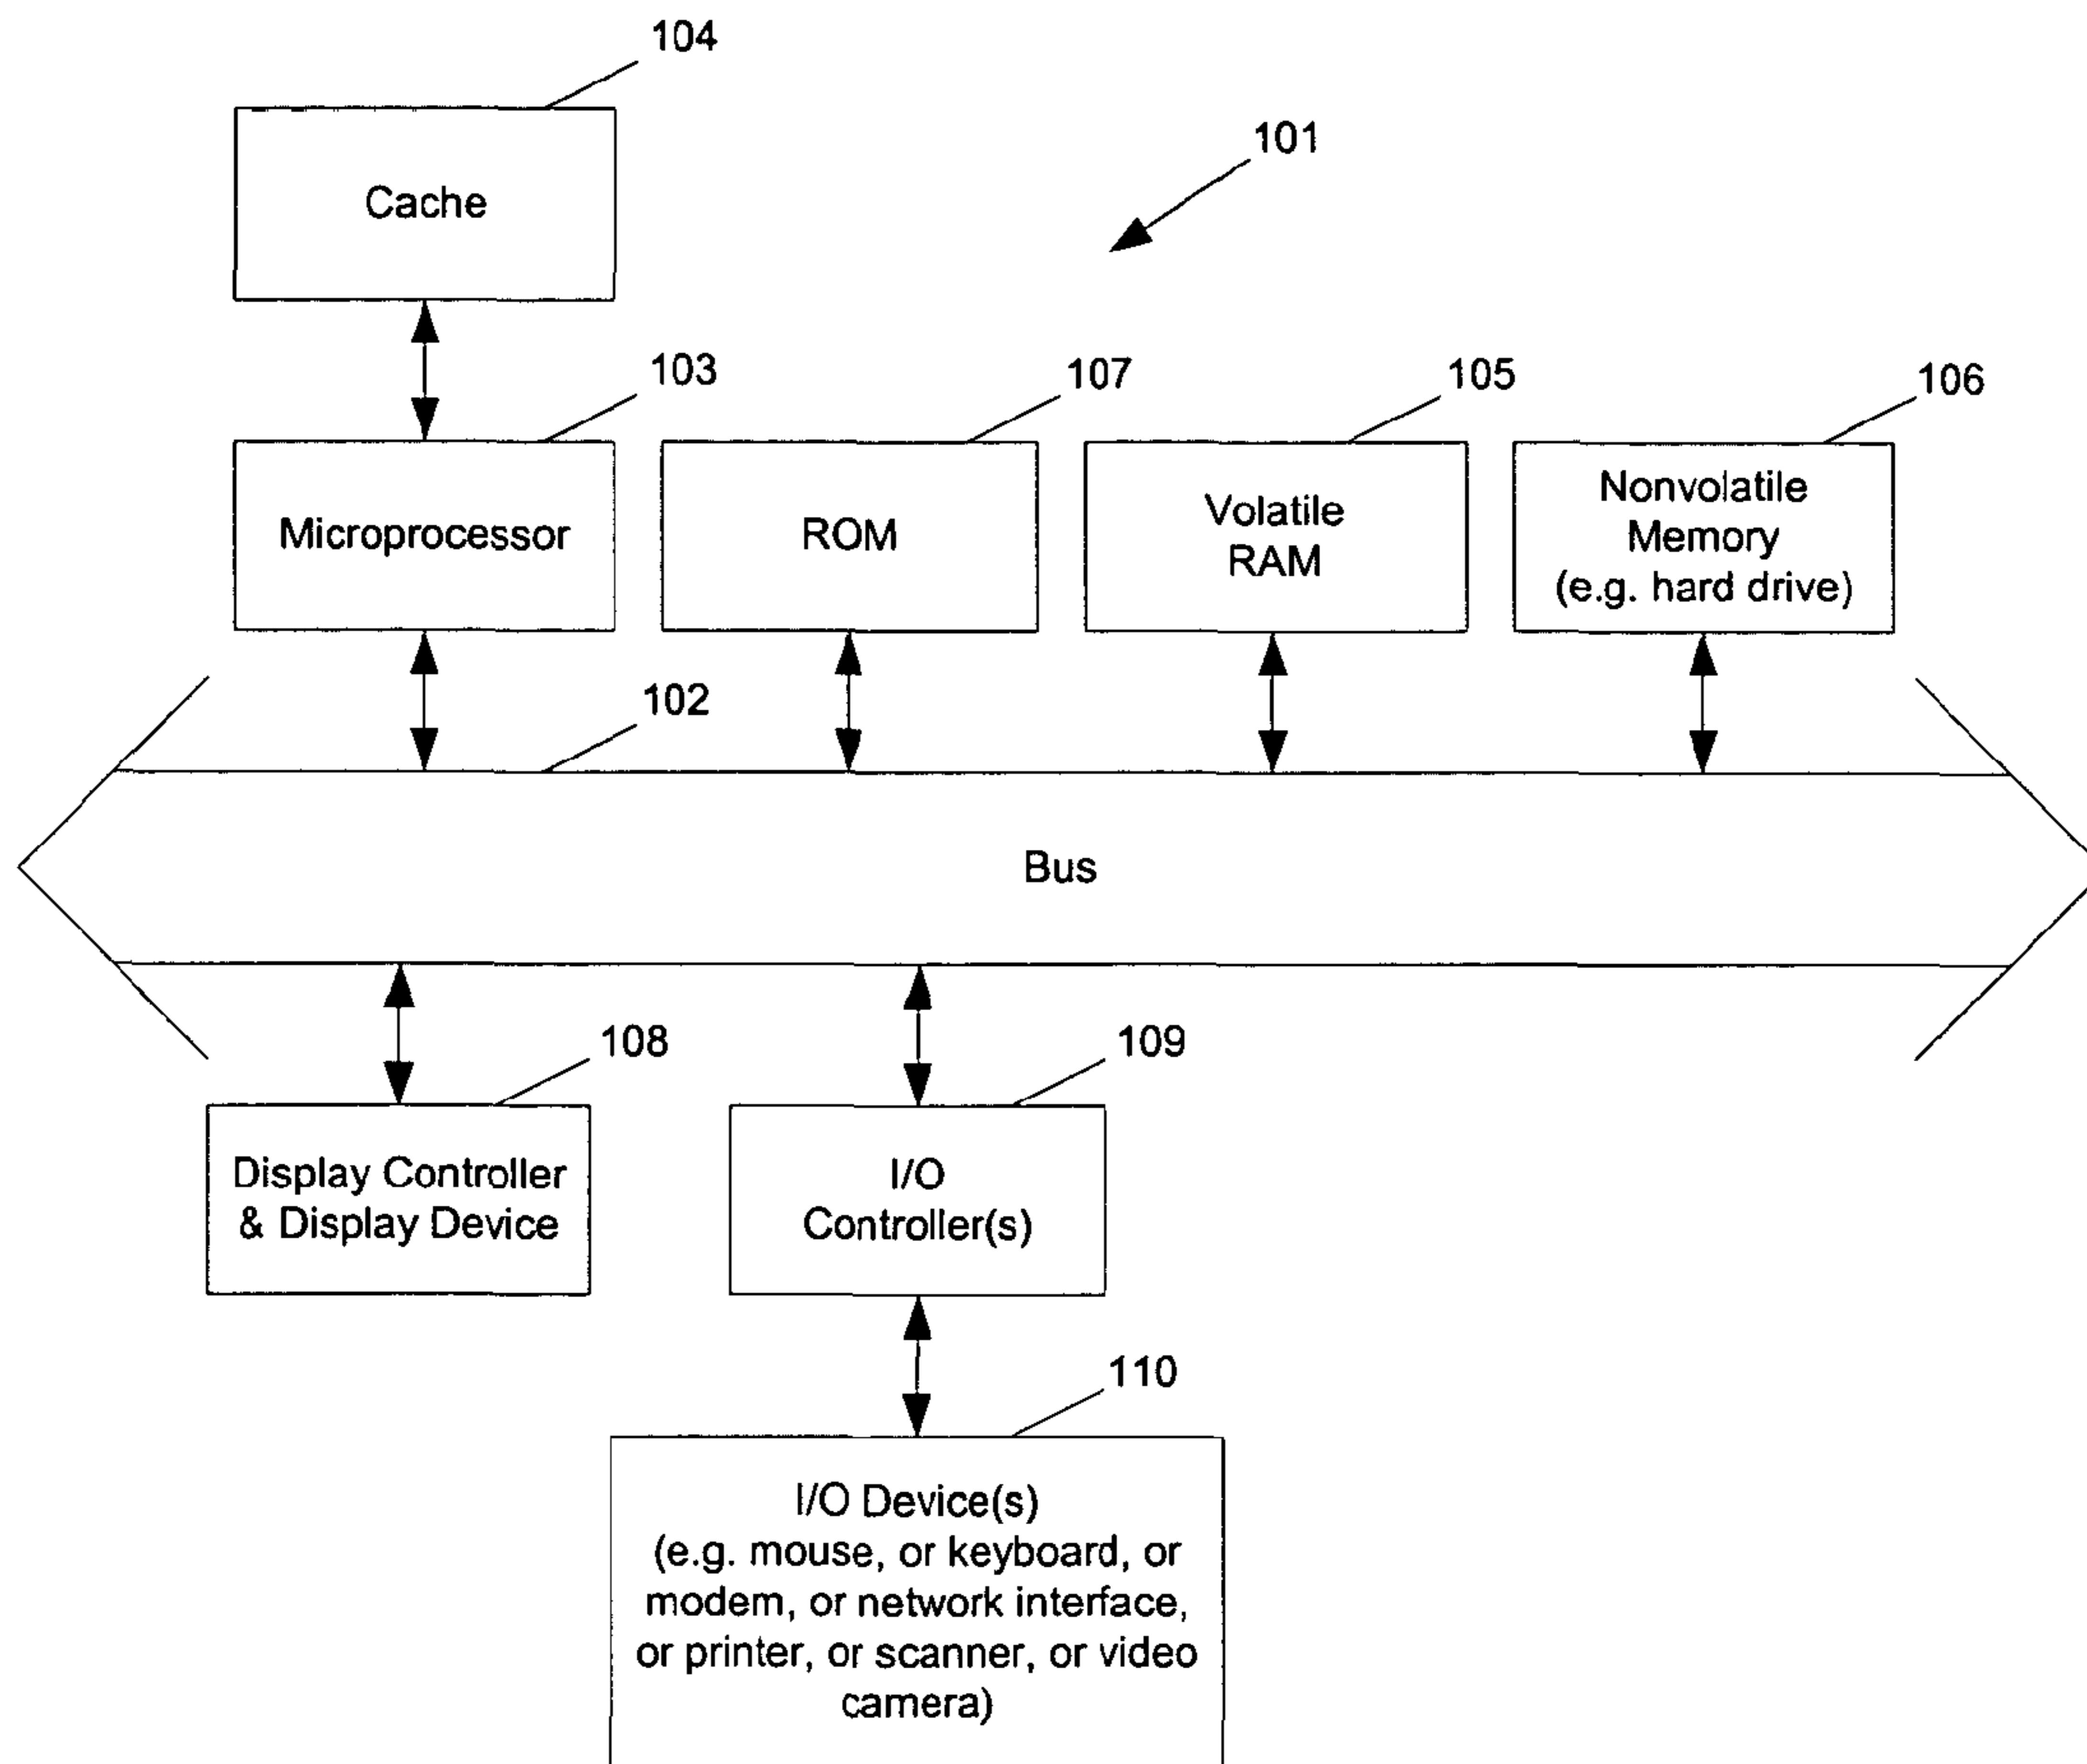 104
Cache
101
103
107
105
106
Microprocessor
ROM
Volatile
RAM
Nonvolatile
Memory
(e.g. hard drive)
102
Bus
108
109
Display Controller
& Display Device
I/O
Controller(s)
110
I/O Device(s)
(e.g. mouse, or keyboard, or
modem, or network interface,
or printer, or scanner, or video
camera)